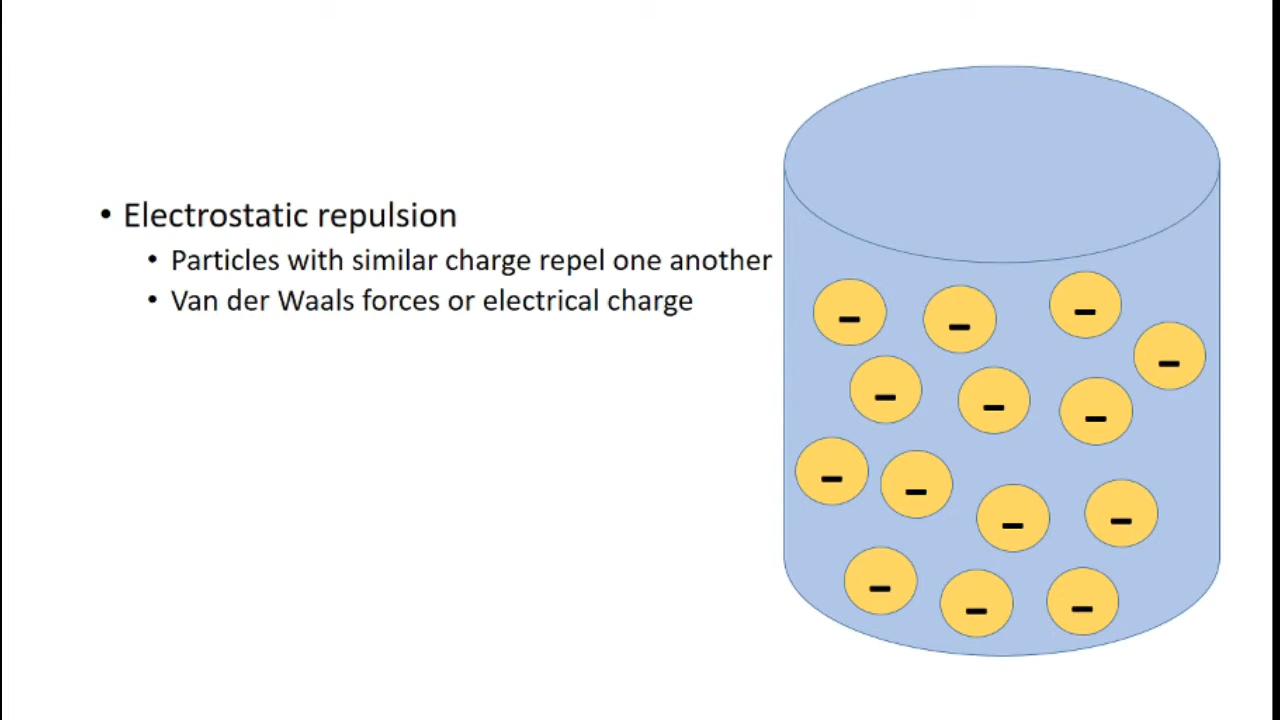 • Electrostatic repulsion
• Particles with similar charge repel one another
• Van der Waals forces or electrical charge
- - -
-
- - -
- -
- -
- - -